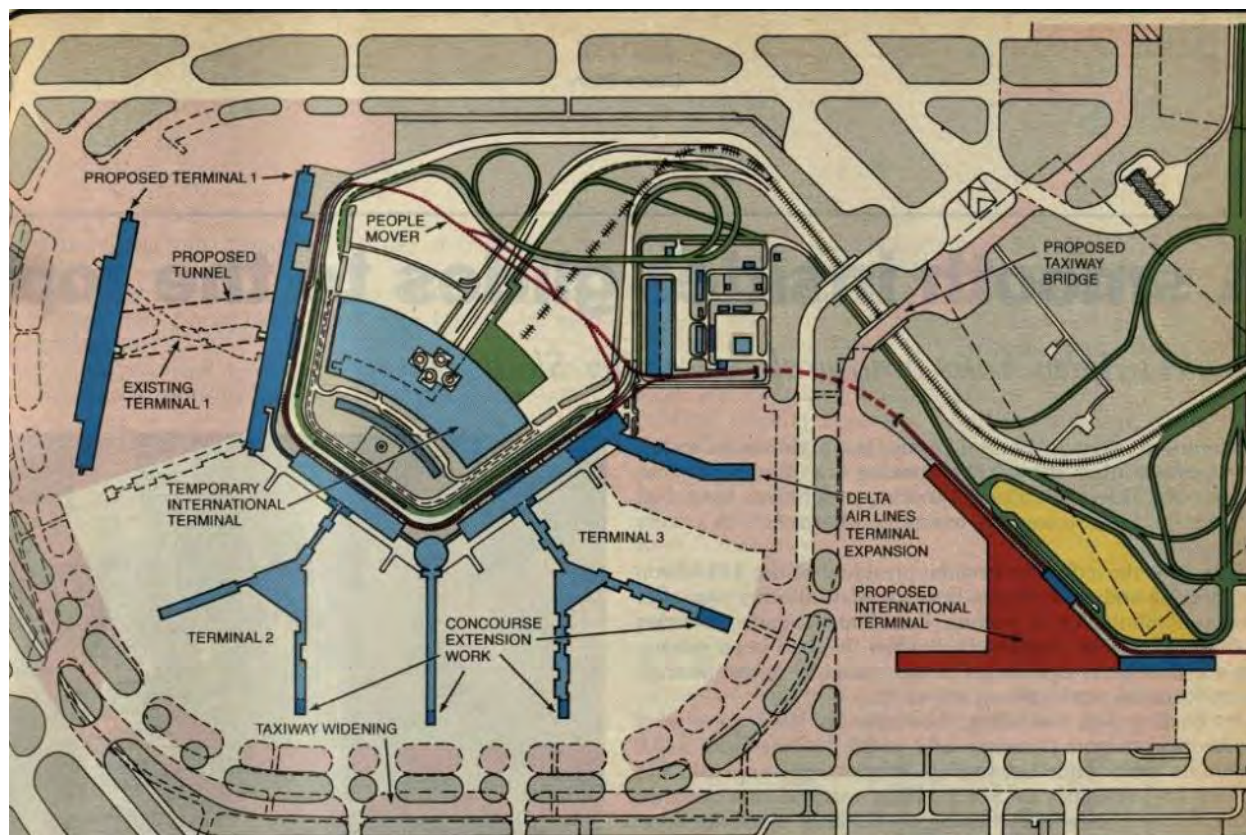 PROPOSED TERMINAL 1
PEOPLE
MOVER
PROPOSED
TUNNEL
PROPOSED
TAXIWAY
BRIDGE
EXISTING
TERMINAL 1
TEMPORARY
INTERNATIONAL
TERMINAL
DELTA
AIR LINES
TERMINAL
EXPANSION
TERMINAL 3
PROPOSED
INTERNATIONAL
TERMINAL
TERMINAL 2
CONCOURSE
EXTENSION
WORK
TAXIWAY WIDENING